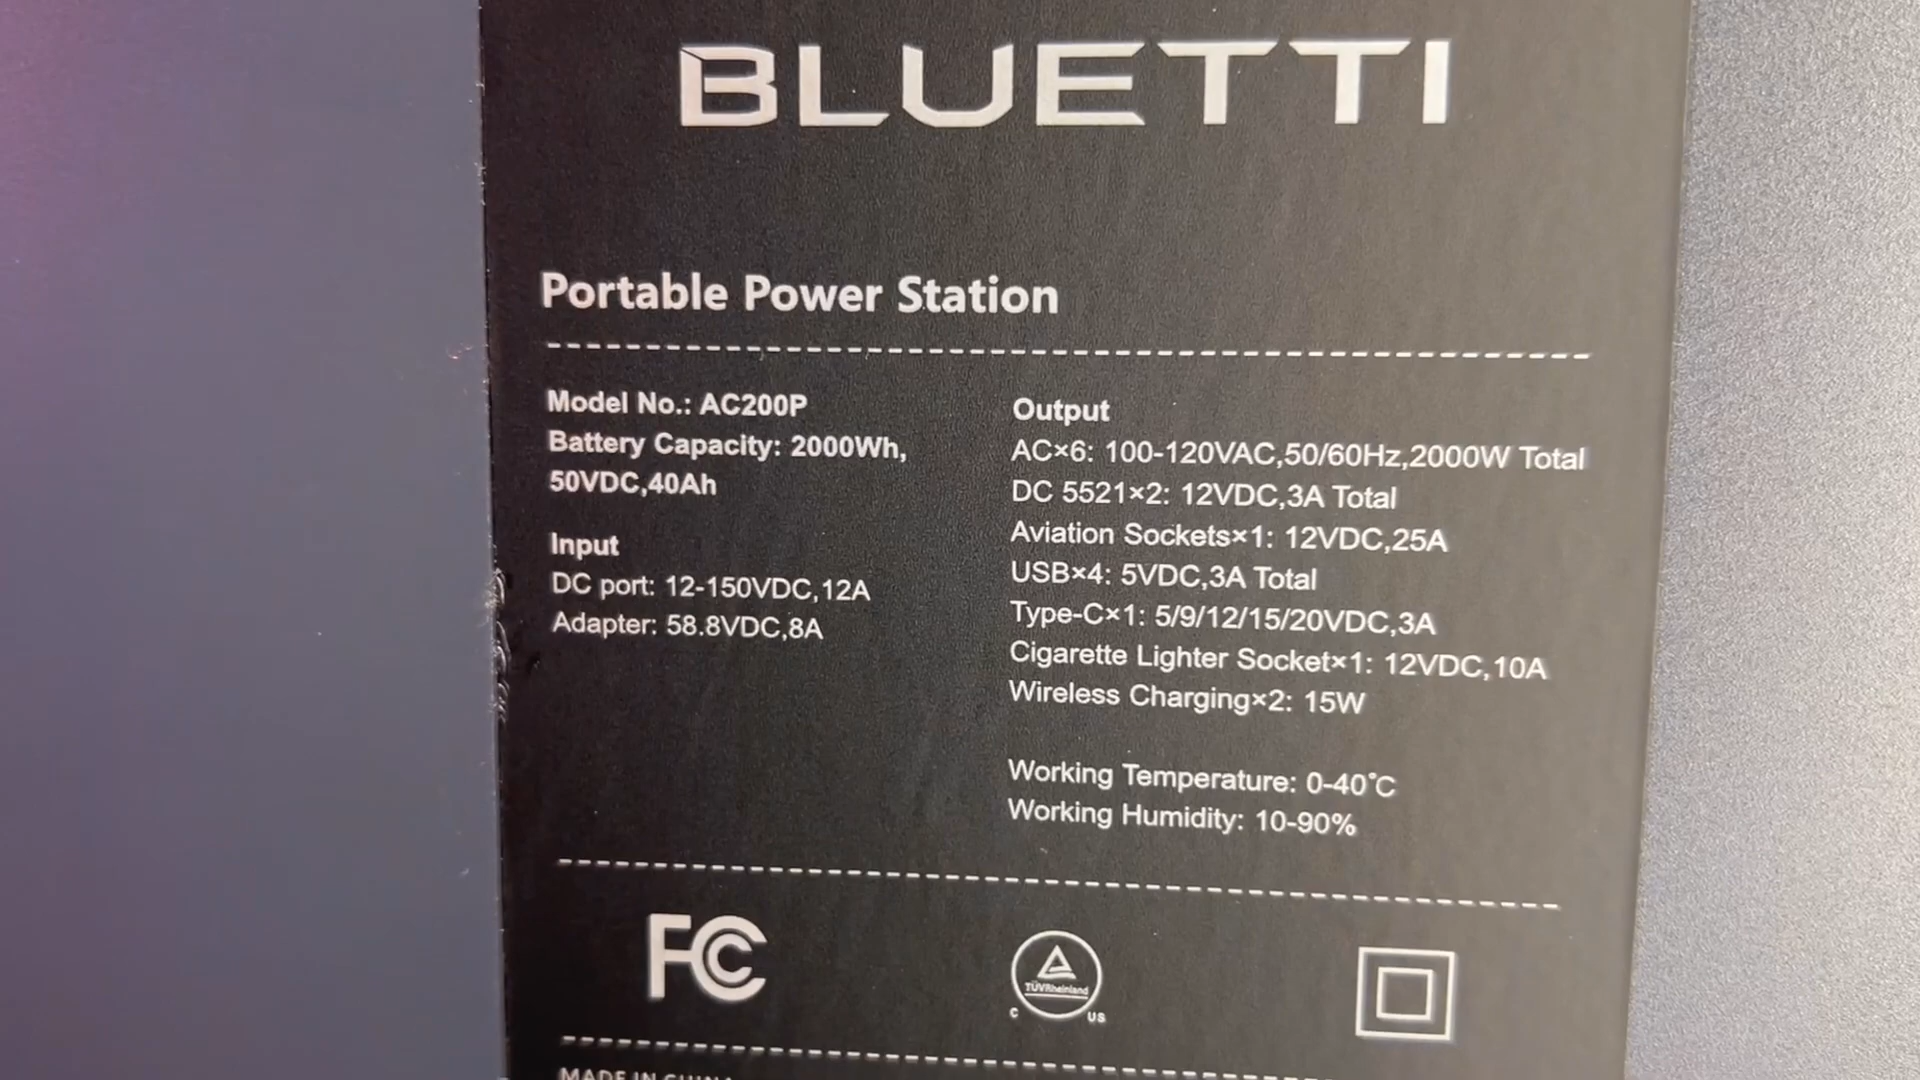 BLUETTI
Portable Power Station
Model No.: AC200P
Battery Capacity: 2000Wh,
50VDC,40Ah
Input
DC port: 12-150VDC,12A
Adapter: 58.8VDC,8A
Output
AC×6: 100-120VAC,50/60Hz,2000W Total
DC 5521×2: 12VDC,3A Total
Aviation Sockets×1: 12VDC,25A
USB×4: 5VDC,3A Total
Type-C×1: 5/9/12/15/20VDC,3A
Cigarette Lighter Socket×1: 12VDC,10A
Wireless Charging×2: 15W
Working Temperature: 0-40°C
Working Humidity: 10-90%
FC
TÜVRheinland
C US
MADE IN CHINA